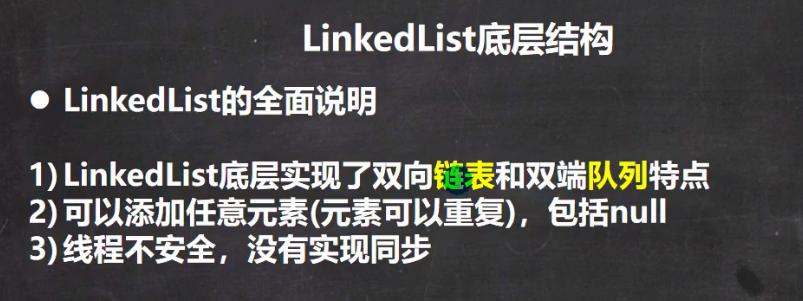 LinkedList底层结构
● LinkedList的全面说明
1) LinkedList底层实现了双向链表和双端队列特点
2) 可以添加任意元素(元素可以重复)，包括null
3) 线程不安全，没有实现同步